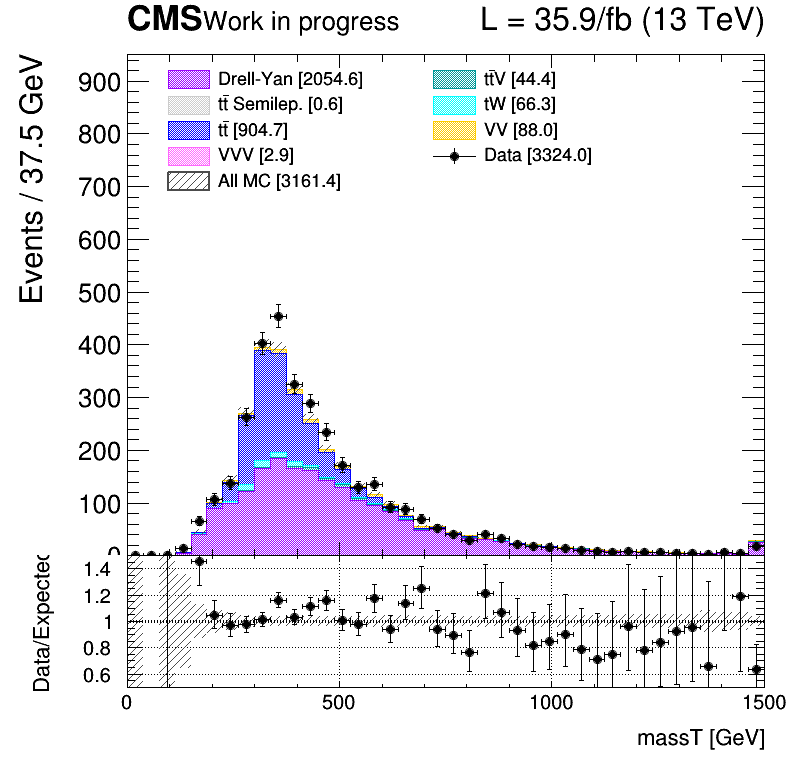 CMS Work in progress L = 35.9/fb (13 TeV)
Events / 37.5 GeV
900
800
700
600
500
400
300
200
100
0
Drell-Yan [2054.6]
tt̄ Semilep. [0.6]
tt̄ [904.7]
VVV [2.9]
All MC [3161.4]
tt̄V [44.4]
tW [66.3]
VV [88.0]
Data [3324.0]
Data/Expected
1.4
1.2
1
0.8
0.6
0 500 1000 1500
massT [GeV]